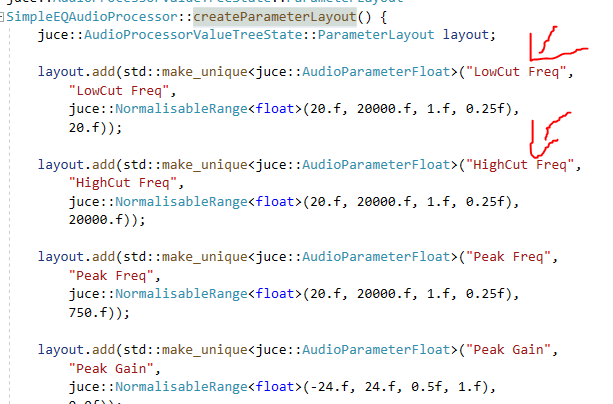 SimpleEQAudioProcessor::createParameterLayout() {
juce::AudioProcessorValueTreeState::ParameterLayout layout;
layout.add(std::make_unique<juce::AudioParameterFloat>("LowCut Freq",
"LowCut Freq",
juce::NormalisableRange<float>(20.f, 20000.f, 1.f, 0.25f),
20.f));
layout.add(std::make_unique<juce::AudioParameterFloat>("HighCut Freq",
"HighCut Freq",
juce::NormalisableRange<float>(20.f, 20000.f, 1.f, 0.25f),
20000.f));
layout.add(std::make_unique<juce::AudioParameterFloat>("Peak Freq",
"Peak Freq",
juce::NormalisableRange<float>(20.f, 20000.f, 1.f, 0.25f),
750.f));
layout.add(std::make_unique<juce::AudioParameterFloat>("Peak Gain",
"Peak Gain",
juce::NormalisableRange<float>(-24.f, 24.f, 0.5f, 1.f),